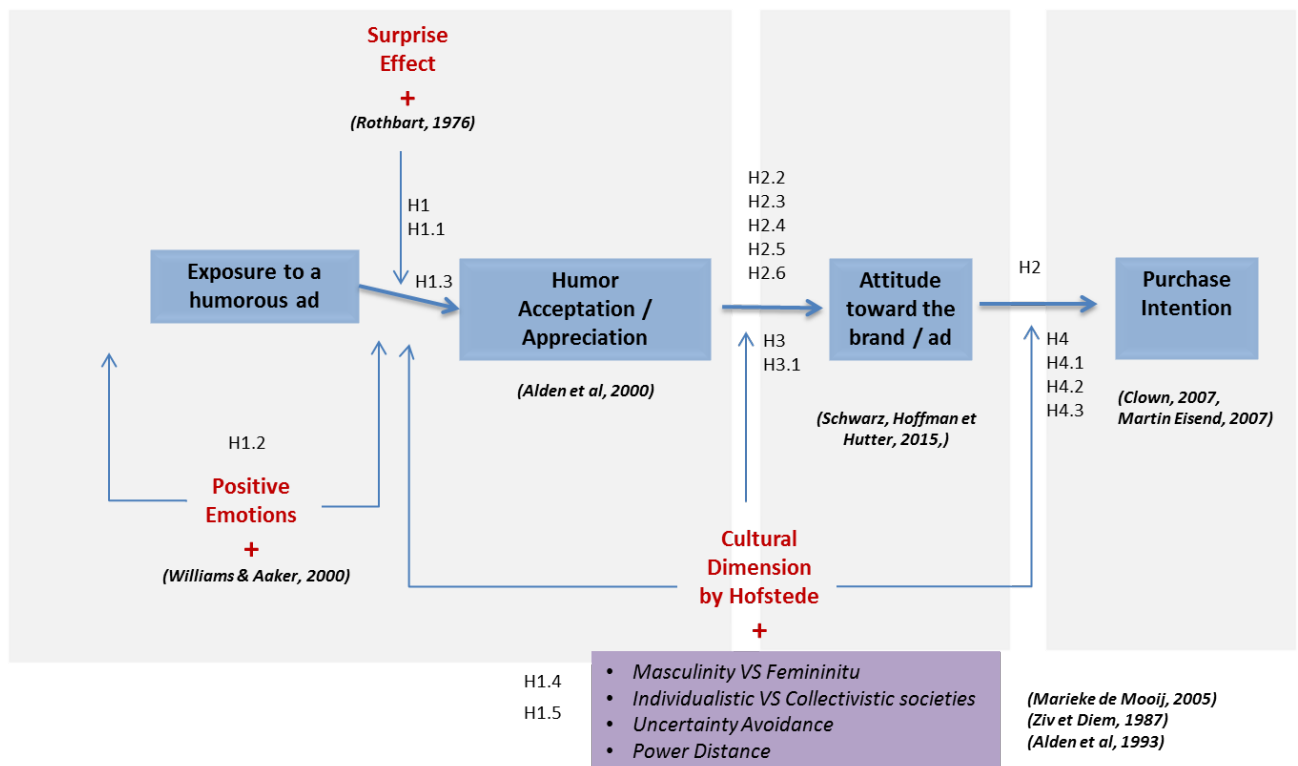 Surprise
Effect
+
(Rothbart, 1976)
H1
H1.1
H1.3
Exposure to a
humorous ad
Humor
Acceptation /
Appreciation
(Alden et al, 2000)
H2.2
H2.3
H2.4
H2.5
H2.6
H3
H3.1
Attitude
toward the
brand / ad
(Schwarz, Hoffman et
Hutter, 2015,)
H2
H4
H4.1
H4.2
H4.3
Purchase
Intention
(Clown, 2007,
Martin Eisend, 2007)
H1.2
Positive
Emotions
+
(Williams & Aaker, 2000)
Cultural
Dimension
by Hofstede
+
H1.4
H1.5
• Masculinity VS Femininitu
• Individualistic VS Collectivistic societies
• Uncertainty Avoidance
• Power Distance
(Marieke de Mooij, 2005)
(Ziv et Diem, 1987)
(Alden et al, 1993)